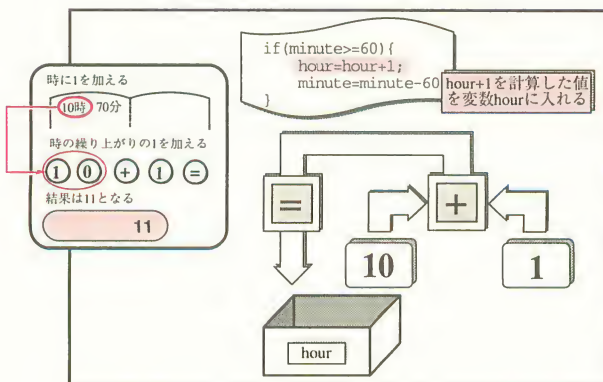 時に1を加える
10時 70分
時の繰り上がりの1を加える
1 0 + 1 =
結果は11となる
11
if(minute>=60){
hour=hour+1;
minute=minute-60
}
hour+1を計算した値
を変数hourに入れる
= +
10 1
hour